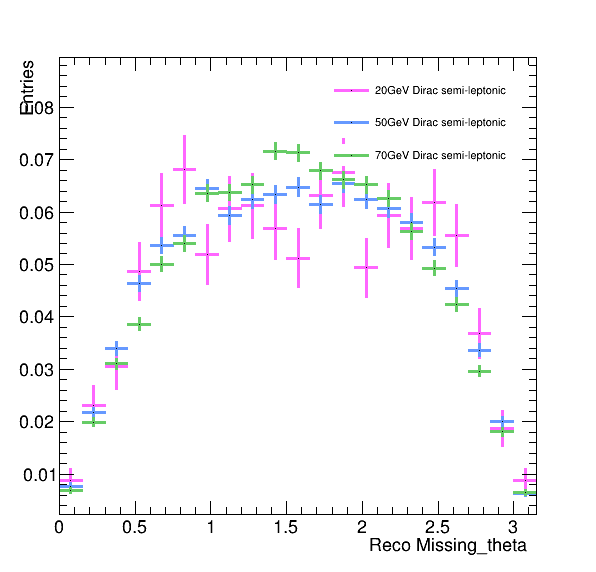 Entries
0.08
0.07
0.06
0.05
0.04
0.03
0.02
0.01
20GeV Dirac semi-leptonic
50GeV Dirac semi-leptonic
70GeV Dirac semi-leptonic
0 0.5 1 1.5 2 2.5 3
Reco Missing_theta